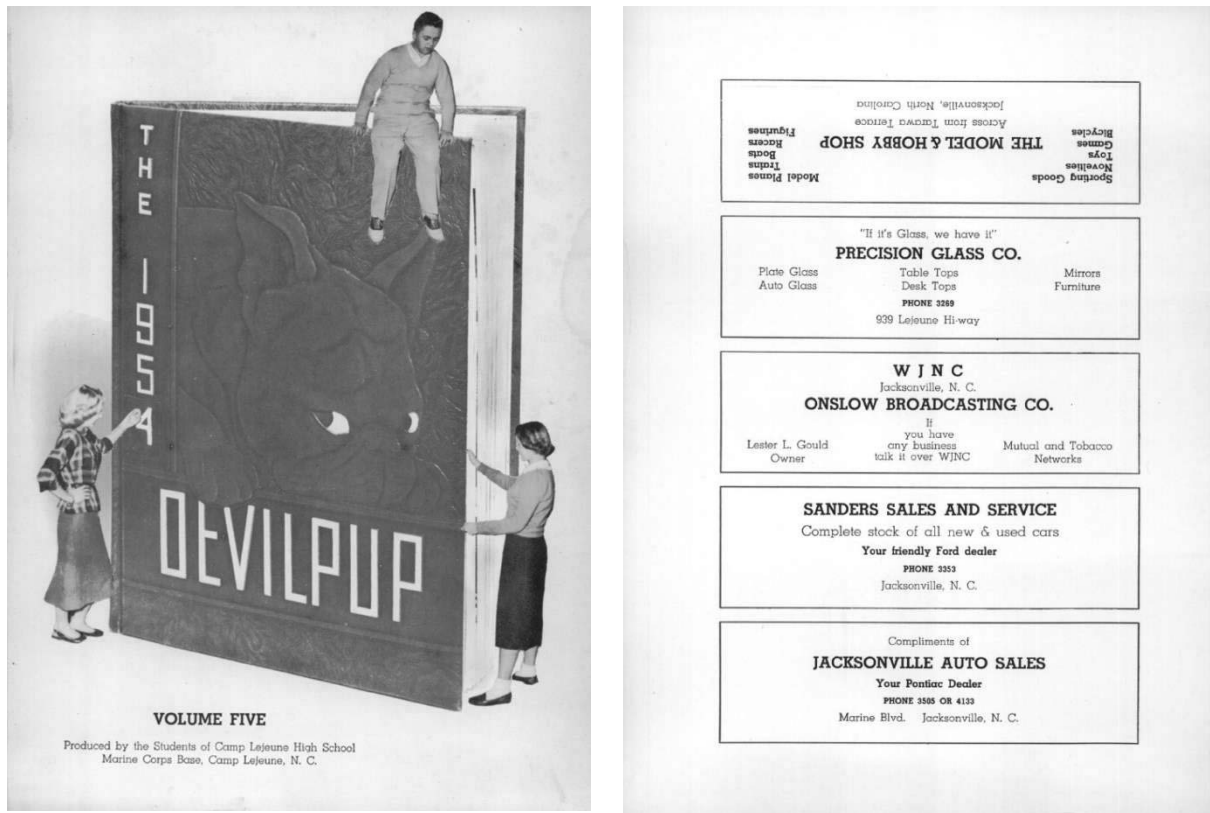 THE 1954
DEVILPUP
VOLUME FIVE
Produced by the Students of Camp Lejeune High School
Marine Corps Base, Camp Lejeune, N. C.
Sporting Goods Model Planes
Novelties Trains
Toys Boats
Games THE MODEL & HOBBY SHOP Racers
Bicycles Figurines
Across from Tarawa Terrace
Jacksonville, North Carolina
"If it's Glass, we have it"
PRECISION GLASS CO.
Plate Glass Table Tops Mirrors
Auto Glass Desk Tops Furniture
PHONE 3269
939 Lejeune Hi-way
W J N C
Jacksonville, N. C.
ONSLOW BROADCASTING CO.
If
you have
Lester L. Gould any business Mutual and Tobacco
Owner talk it over WJNC Networks
SANDERS SALES AND SERVICE
Complete stock of all new & used cars
Your friendly Ford dealer
PHONE 3353
Jacksonville, N. C.
Compliments of
JACKSONVILLE AUTO SALES
Your Pontiac Dealer
PHONE 3505 OR 4133
Marine Blvd. Jacksonville, N. C.